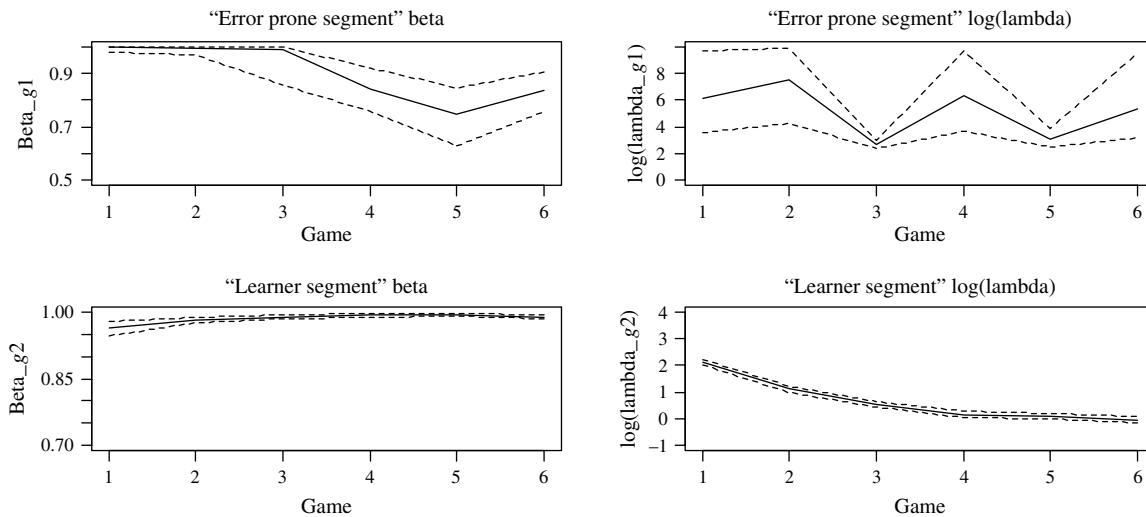 “Error prone segment” beta
Beta_g1
0.9
0.7
0.5
1 2 3 4 5 6
Game
“Error prone segment” log(lambda)
log(lambda_g1)
8
6
4
2
0
1 2 3 4 5 6
Game
“Learner segment” beta
Beta_g2
1.00
0.85
0.70
1 2 3 4 5 6
Game
“Learner segment” log(lambda)
log(lambda_g2)
4
3
2
1
0
–1
1 2 3 4 5 6
Game